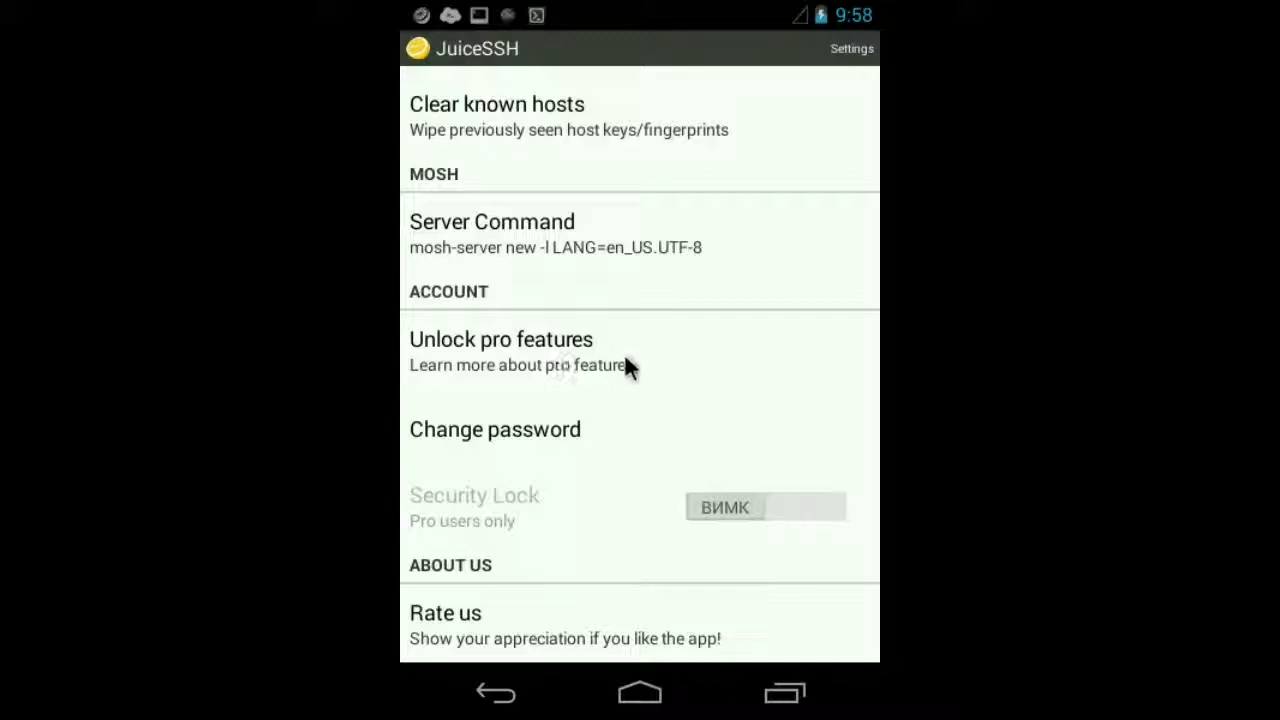 9:58
JuiceSSH
Settings
Clear known hosts
Wipe previously seen host keys/fingerprints
MOSH
Server Command
mosh-server new -l LANG=en_US.UTF-8
ACCOUNT
Unlock pro features
Learn more about pro feature
Change password
Security Lock
Pro users only
ВИМК
ABOUT US
Rate us
Show your appreciation if you like the app!